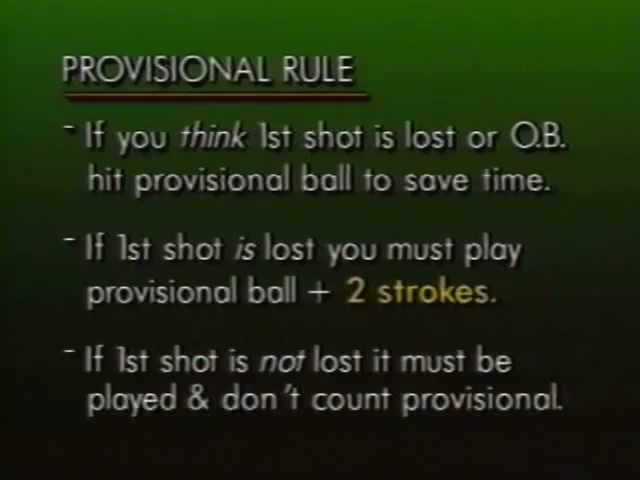 PROVISIONAL RULE
- If you think 1st shot is lost or O.B.
hit provisional ball to save time.
- If 1st shot is lost you must play
provisional ball + 2 strokes.
- If 1st shot is not lost it must be
played & don't count provisional.